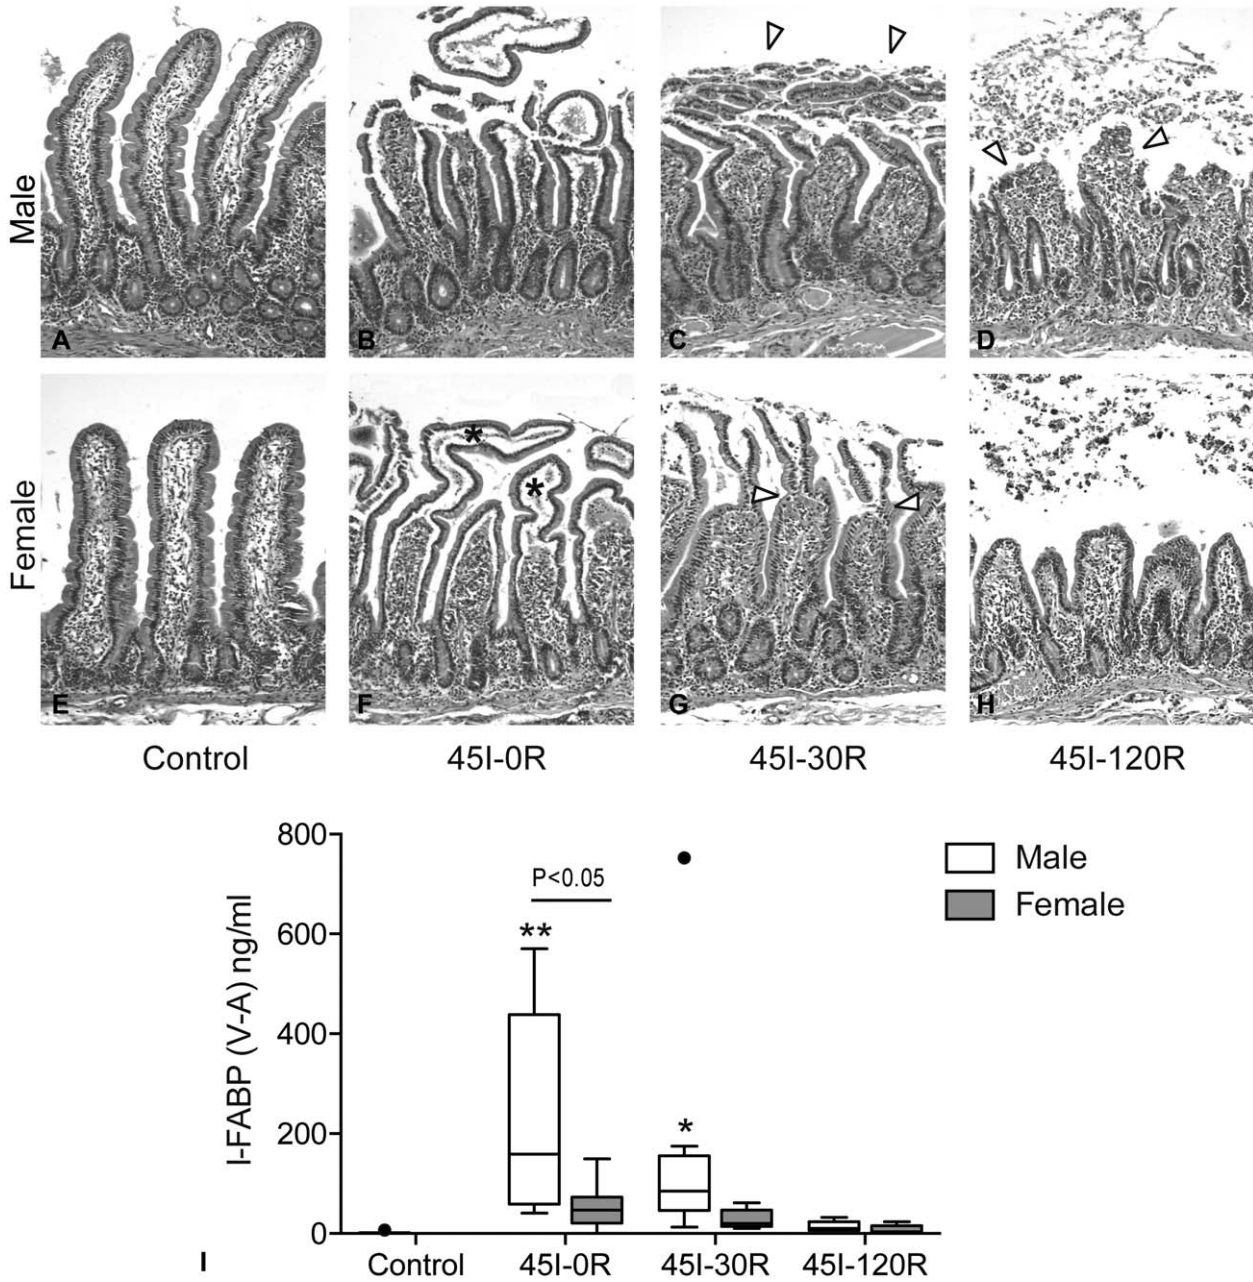 Male
A
B
C
D
Female
*
*
E
F
G
H
Control
45I-0R
45I-30R
45I-120R
I-FABP (V-A) ng/ml
800
600
400
200
0
P<0.05
**
*
Male
Female
Control
45I-0R
45I-30R
45I-120R
I